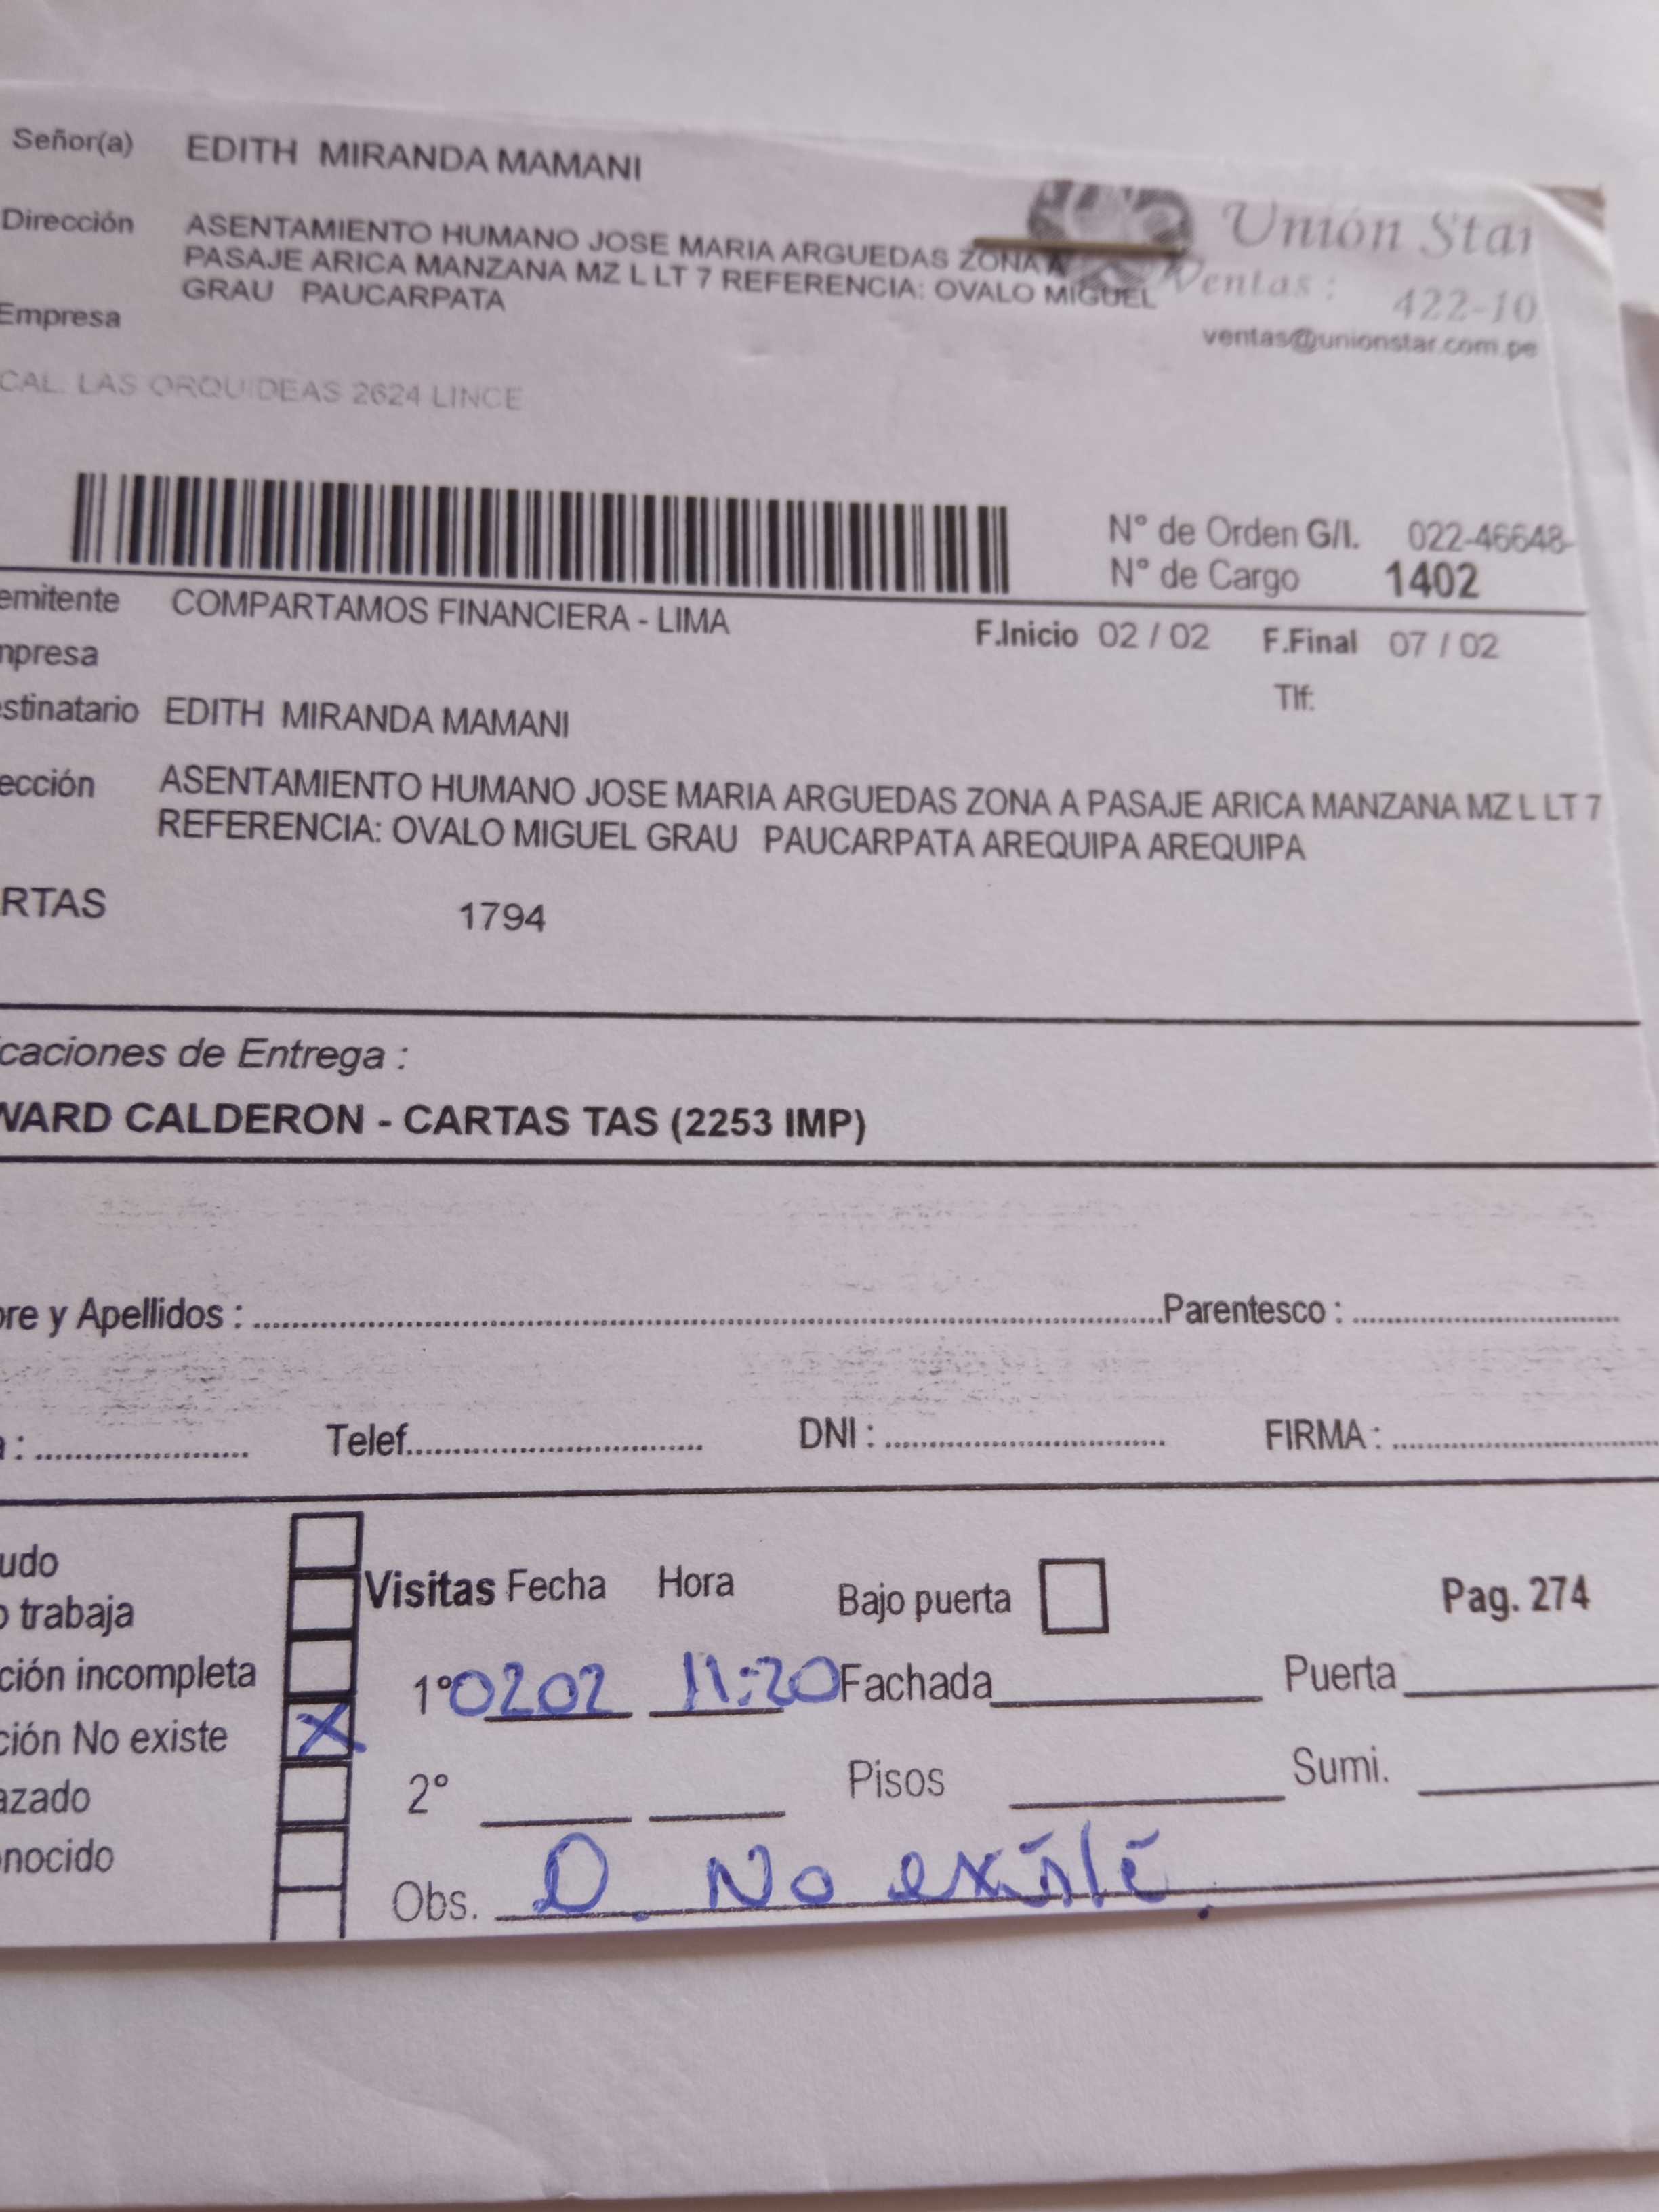 Señor(a) EDITH MIRANDA MAMANI
Dirección ASENTAMIENTO HUMANO JOSE MARIA ARGUEDAS ZONA A
PASAJE ARICA MANZANA MZ L LT 7 REFERENCIA: OVALO MIGUEL
GRAU PAUCARPATA
Empresa
Unión Star
Ventas : 422-10
ventas@unionstar.com.pe
CAL. LAS ORQUIDEAS 2624 LINCE
N° de Orden G/I. 022-46648-
N° de Cargo 1402
emitente COMPARTAMOS FINANCIERA - LIMA
F.Inicio 02 / 02 F.Final 07 / 02
mpresa
Tlf:
estinatario EDITH MIRANDA MAMANI
ección ASENTAMIENTO HUMANO JOSE MARIA ARGUEDAS ZONA A PASAJE ARICA MANZANA MZ L LT 7
REFERENCIA: OVALO MIGUEL GRAU PAUCARPATA AREQUIPA AREQUIPA
RTAS 1794
caciones de Entrega :
WARD CALDERON - CARTAS TAS (2253 IMP)
bre y Apellidos : Parentesco :
a : Telef. DNI : FIRMA :
udo
o trabaja
ción incompleta
ción No existe X
azado
nocido
Visitas Fecha Hora Bajo puerta Pag. 274
1° 0202 11:20 Fachada Puerta
2° Pisos Sumi.
Obs. D. No existe.